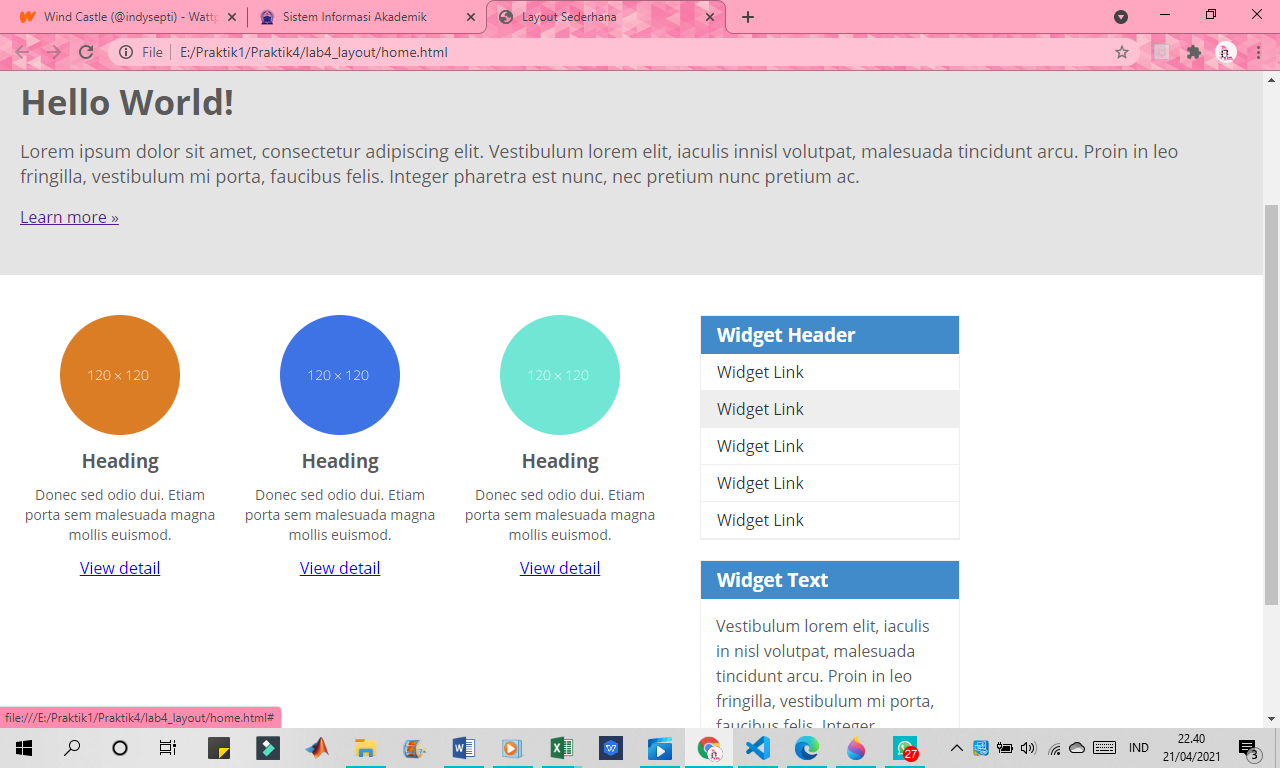 Wind Castle (@indysepti) - Wattp
Sistem Informasi Akademik
Layout Sederhana
File
E:/Praktik1/Praktik4/lab4_layout/home.html
Hello World!
Lorem ipsum dolor sit amet, consectetur adipiscing elit. Vestibulum lorem elit, iaculis innisl volutpat, malesuada tincidunt arcu. Proin in leo
fringilla, vestibulum mi porta, faucibus felis. Integer pharetra est nunc, nec pretium nunc pretium ac.
Learn more »
120 × 120
Heading
Donec sed odio dui. Etiam
porta sem malesuada magna
mollis euismod.
View detail
120 × 120
Heading
Donec sed odio dui. Etiam
porta sem malesuada magna
mollis euismod.
View detail
120 × 120
Heading
Donec sed odio dui. Etiam
porta sem malesuada magna
mollis euismod.
View detail
Widget Header
Widget Link
Widget Link
Widget Link
Widget Link
Widget Link
Widget Text
Vestibulum lorem elit, iaculis
in nisl volutpat, malesuada
tincidunt arcu. Proin in leo
fringilla, vestibulum mi porta,
faucibus felis. Integer
file:///E:/Praktik1/Praktik4/lab4_layout/home.html#
27
IND
22.40
21/04/2021
3